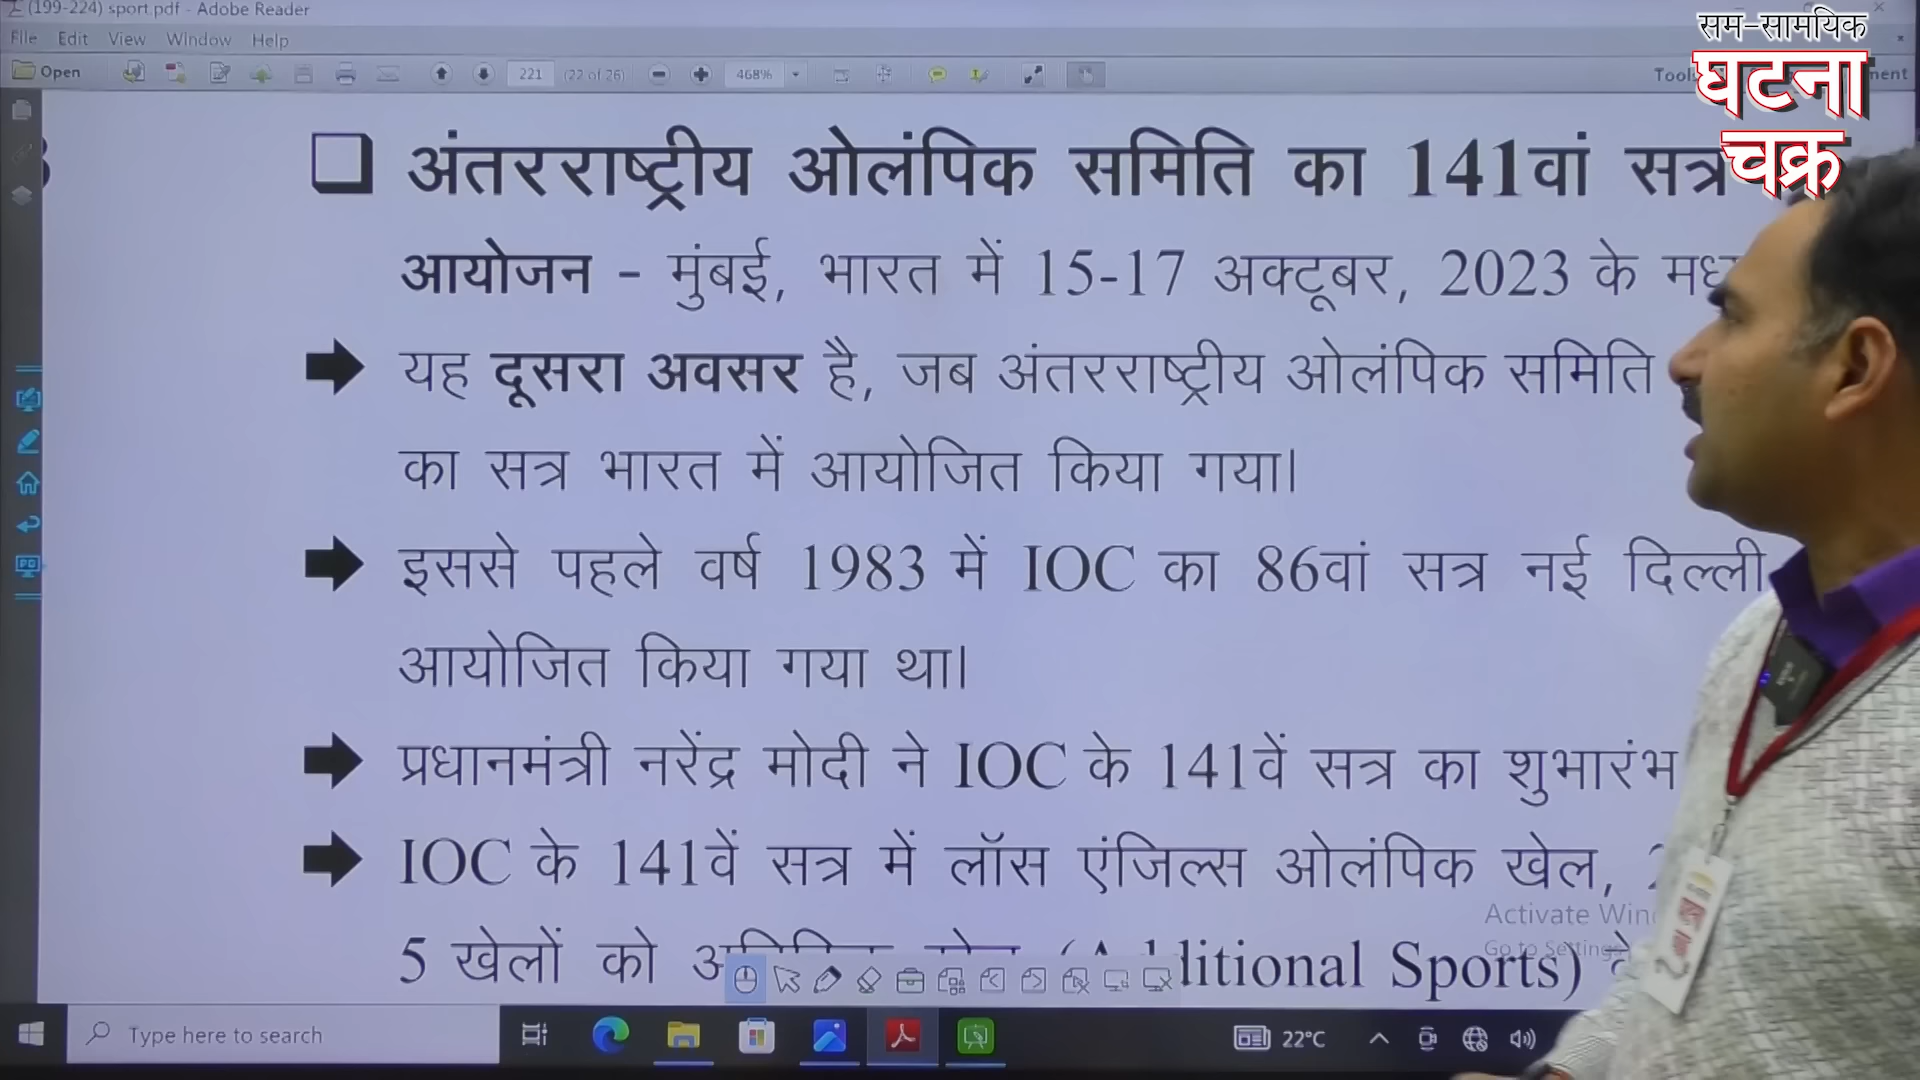 (199-224) sport.pdf - Adobe Reader
File Edit View Window Help
Open 221 (22 of 26) 468%
सम-सामयिक
घटना
चक्र
अंतरराष्ट्रीय ओलंपिक समिति का 141वां सत्र
आयोजन - मुंबई, भारत में 15-17 अक्टूबर, 2023 के
यह दूसरा अवसर है, जब अंतरराष्ट्रीय ओलंपिक समिति
का सत्र भारत में आयोजित किया गया।
इससे पहले वर्ष 1983 में IOC का 86वां सत्र नई दिल्ली
आयोजित किया गया था।
प्रधानमंत्री नरेंद्र मोदी ने IOC के 141वें सत्र का शुभारंभ
IOC के 141वें सत्र में लॉस एंजिल्स ओलंपिक खेल,
5 खेलों को Sports)
Activate
Go to Settings
Type here to search
22°C